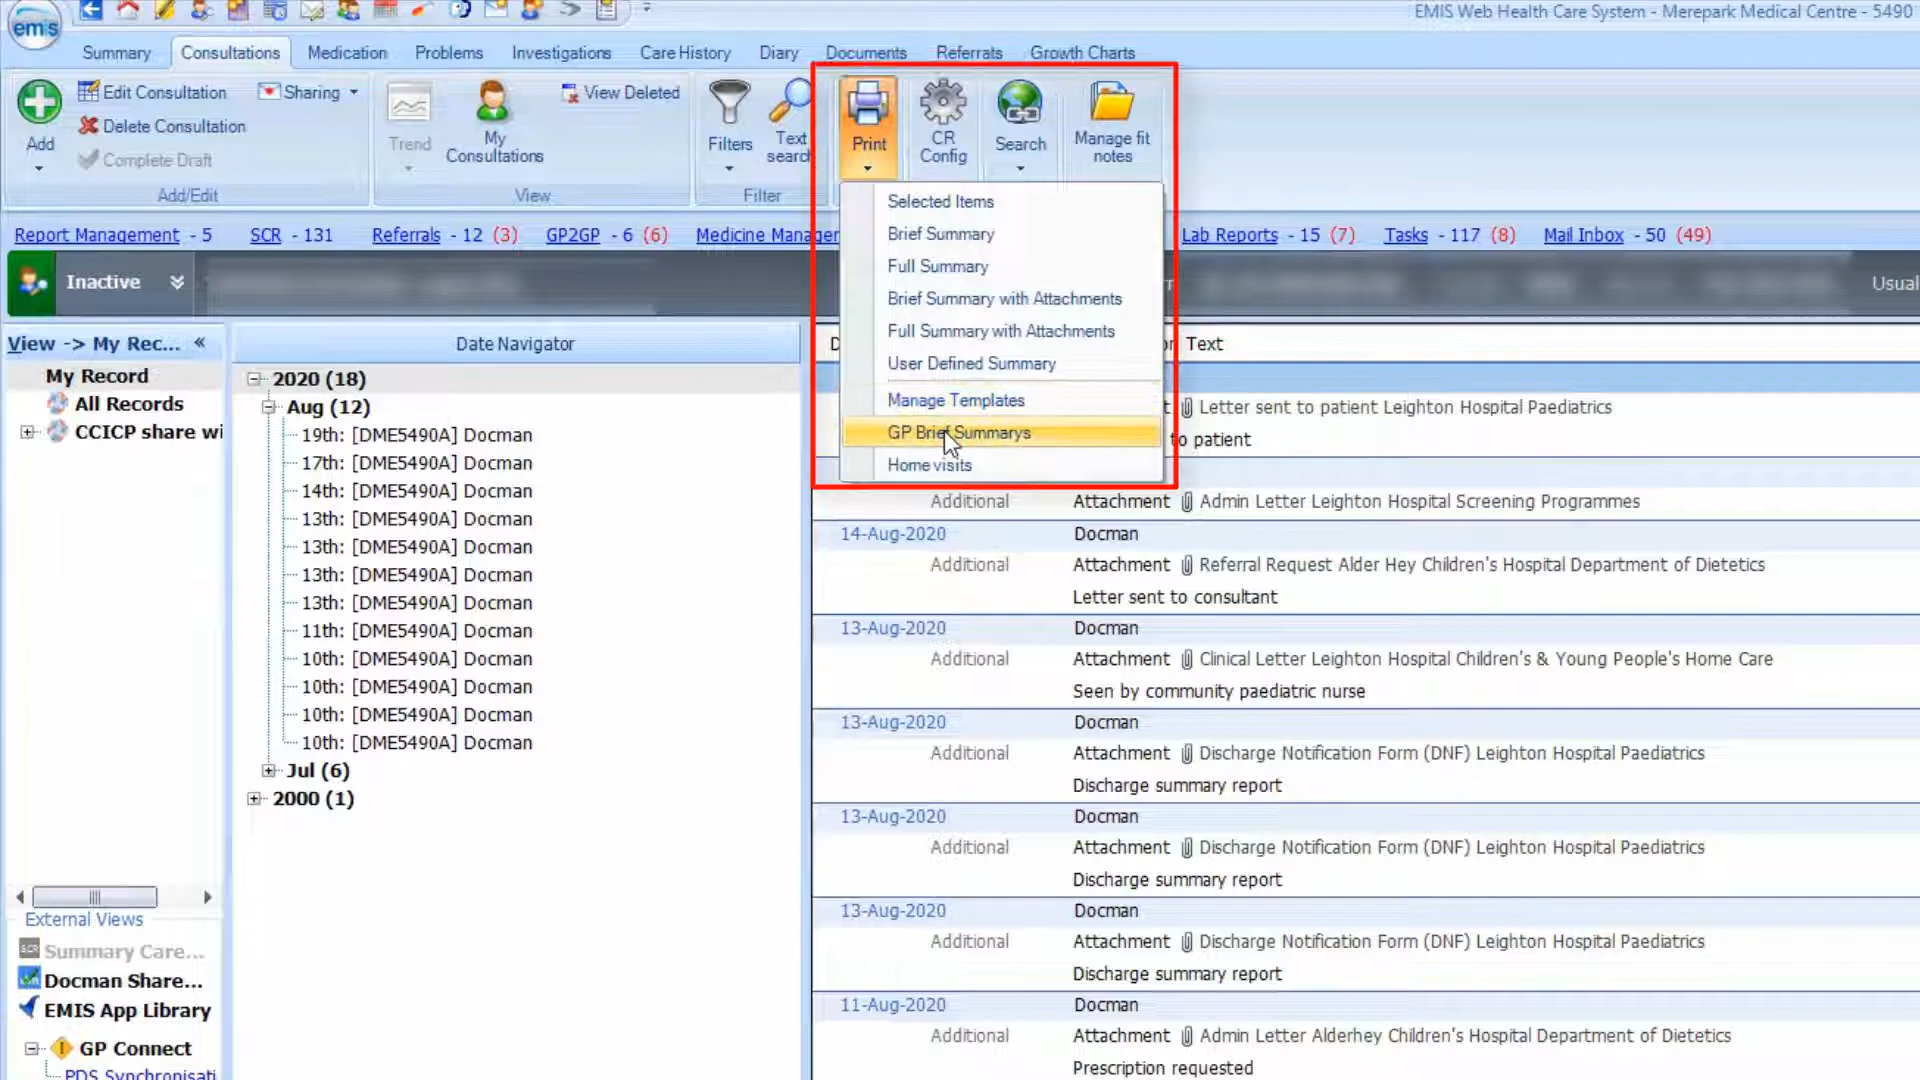 EMIS Web Health Care System - Merepark Medical Centre - 5490
emis
Summary Consultations Medication Problems Investigations Care History Diary Documents Referrals Growth Charts
Add
Edit Consultation
Delete Consultation
Complete Draft
Sharing
Add/Edit
Trend
My Consultations
View Deleted
View
Filters
Text search
Filter
Print
CR Config
Search
Manage fit notes
Selected Items
Brief Summary
Full Summary
Brief Summary with Attachments
Full Summary with Attachments
User Defined Summary
Manage Templates
GP Brief Summarys
Home visits
Report Management - 5 SCR - 131 Referrals - 12 (3) GP2GP - 6 (6) Medicine Manager Lab Reports - 15 (7) Tasks - 117 (8) Mail Inbox - 50 (49)
Inactive
Usual
View -> My Rec... «
My Record
All Records
CCICP share wi
External Views
Summary Care...
Docman Share...
EMIS App Library
GP Connect
PDS Synchronisati
Date Navigator
2020 (18)
Aug (12)
19th: [DME5490A] Docman
17th: [DME5490A] Docman
14th: [DME5490A] Docman
13th: [DME5490A] Docman
13th: [DME5490A] Docman
13th: [DME5490A] Docman
13th: [DME5490A] Docman
11th: [DME5490A] Docman
10th: [DME5490A] Docman
10th: [DME5490A] Docman
10th: [DME5490A] Docman
10th: [DME5490A] Docman
Jul (6)
2000 (1)
Text
Letter sent to patient Leighton Hospital Paediatrics
to patient
Additional Attachment Admin Letter Leighton Hospital Screening Programmes
14-Aug-2020 Docman
Additional Attachment Referral Request Alder Hey Children's Hospital Department of Dietetics
Letter sent to consultant
13-Aug-2020 Docman
Additional Attachment Clinical Letter Leighton Hospital Children's & Young People's Home Care
Seen by community paediatric nurse
13-Aug-2020 Docman
Additional Attachment Discharge Notification Form (DNF) Leighton Hospital Paediatrics
Discharge summary report
13-Aug-2020 Docman
Additional Attachment Discharge Notification Form (DNF) Leighton Hospital Paediatrics
Discharge summary report
13-Aug-2020 Docman
Additional Attachment Discharge Notification Form (DNF) Leighton Hospital Paediatrics
Discharge summary report
11-Aug-2020 Docman
Additional Attachment Admin Letter Alderhey Children's Hospital Department of Dietetics
Prescription requested